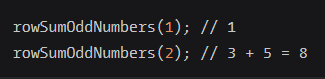 rowSumOddNumbers(1); // 1
rowSumOddNumbers(2); // 3 + 5 = 8